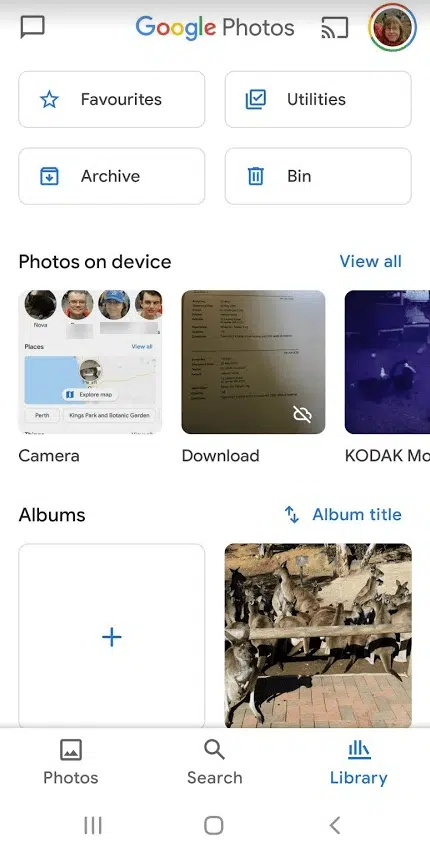 Google Photos
Favourites
Utilities
Archive
Bin
Photos on device
View all
Nova
Places
View all
Explore map
Perth
Kings Park and Botanic Garden
Camera
Download
KODAK Mo
Albums
Album title
Photos
Search
Library